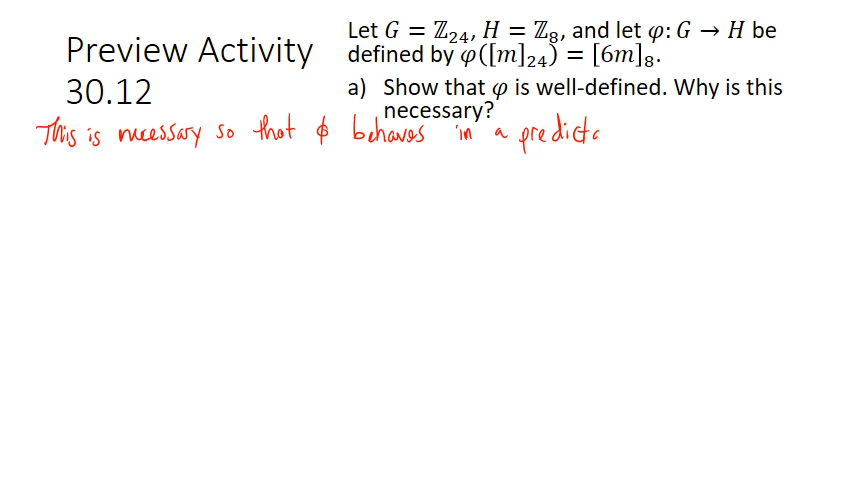 Preview Activity
30.12
Let G = ℤ₂₄, H = ℤ₈, and let φ: G → H be
defined by φ([m]₂₄) = [6m]₈.
a) Show that φ is well-defined. Why is this
necessary?
This is necessary so that φ behaves in a predicta